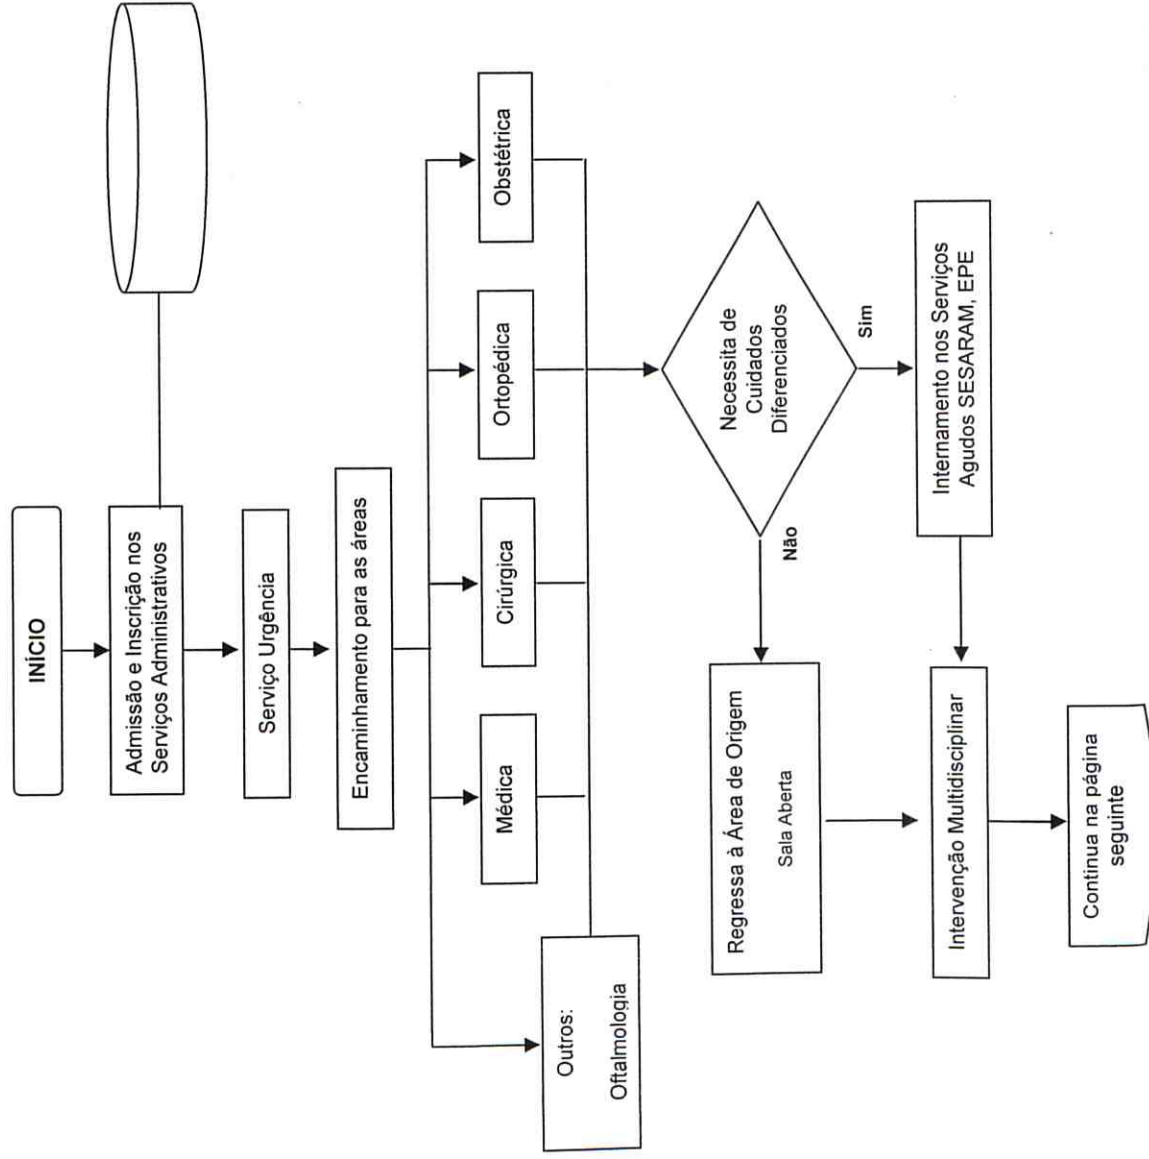 INÍCIO
Admissão e Inscrição nos
Serviços Administrativos
Serviço Urgência
Encaminhamento para as áreas
Outros:
Oftalmologia
Médica
Cirúrgica
Ortopédica
Obstétrica
Necessita de
Cuidados
Diferenciados
Não
Sim
Regressa à Área de Origem
Sala Aberta
Internamento nos Serviços
Agudos SESARAM, EPE
Intervenção Multidisciplinar
Continua na página
seguinte